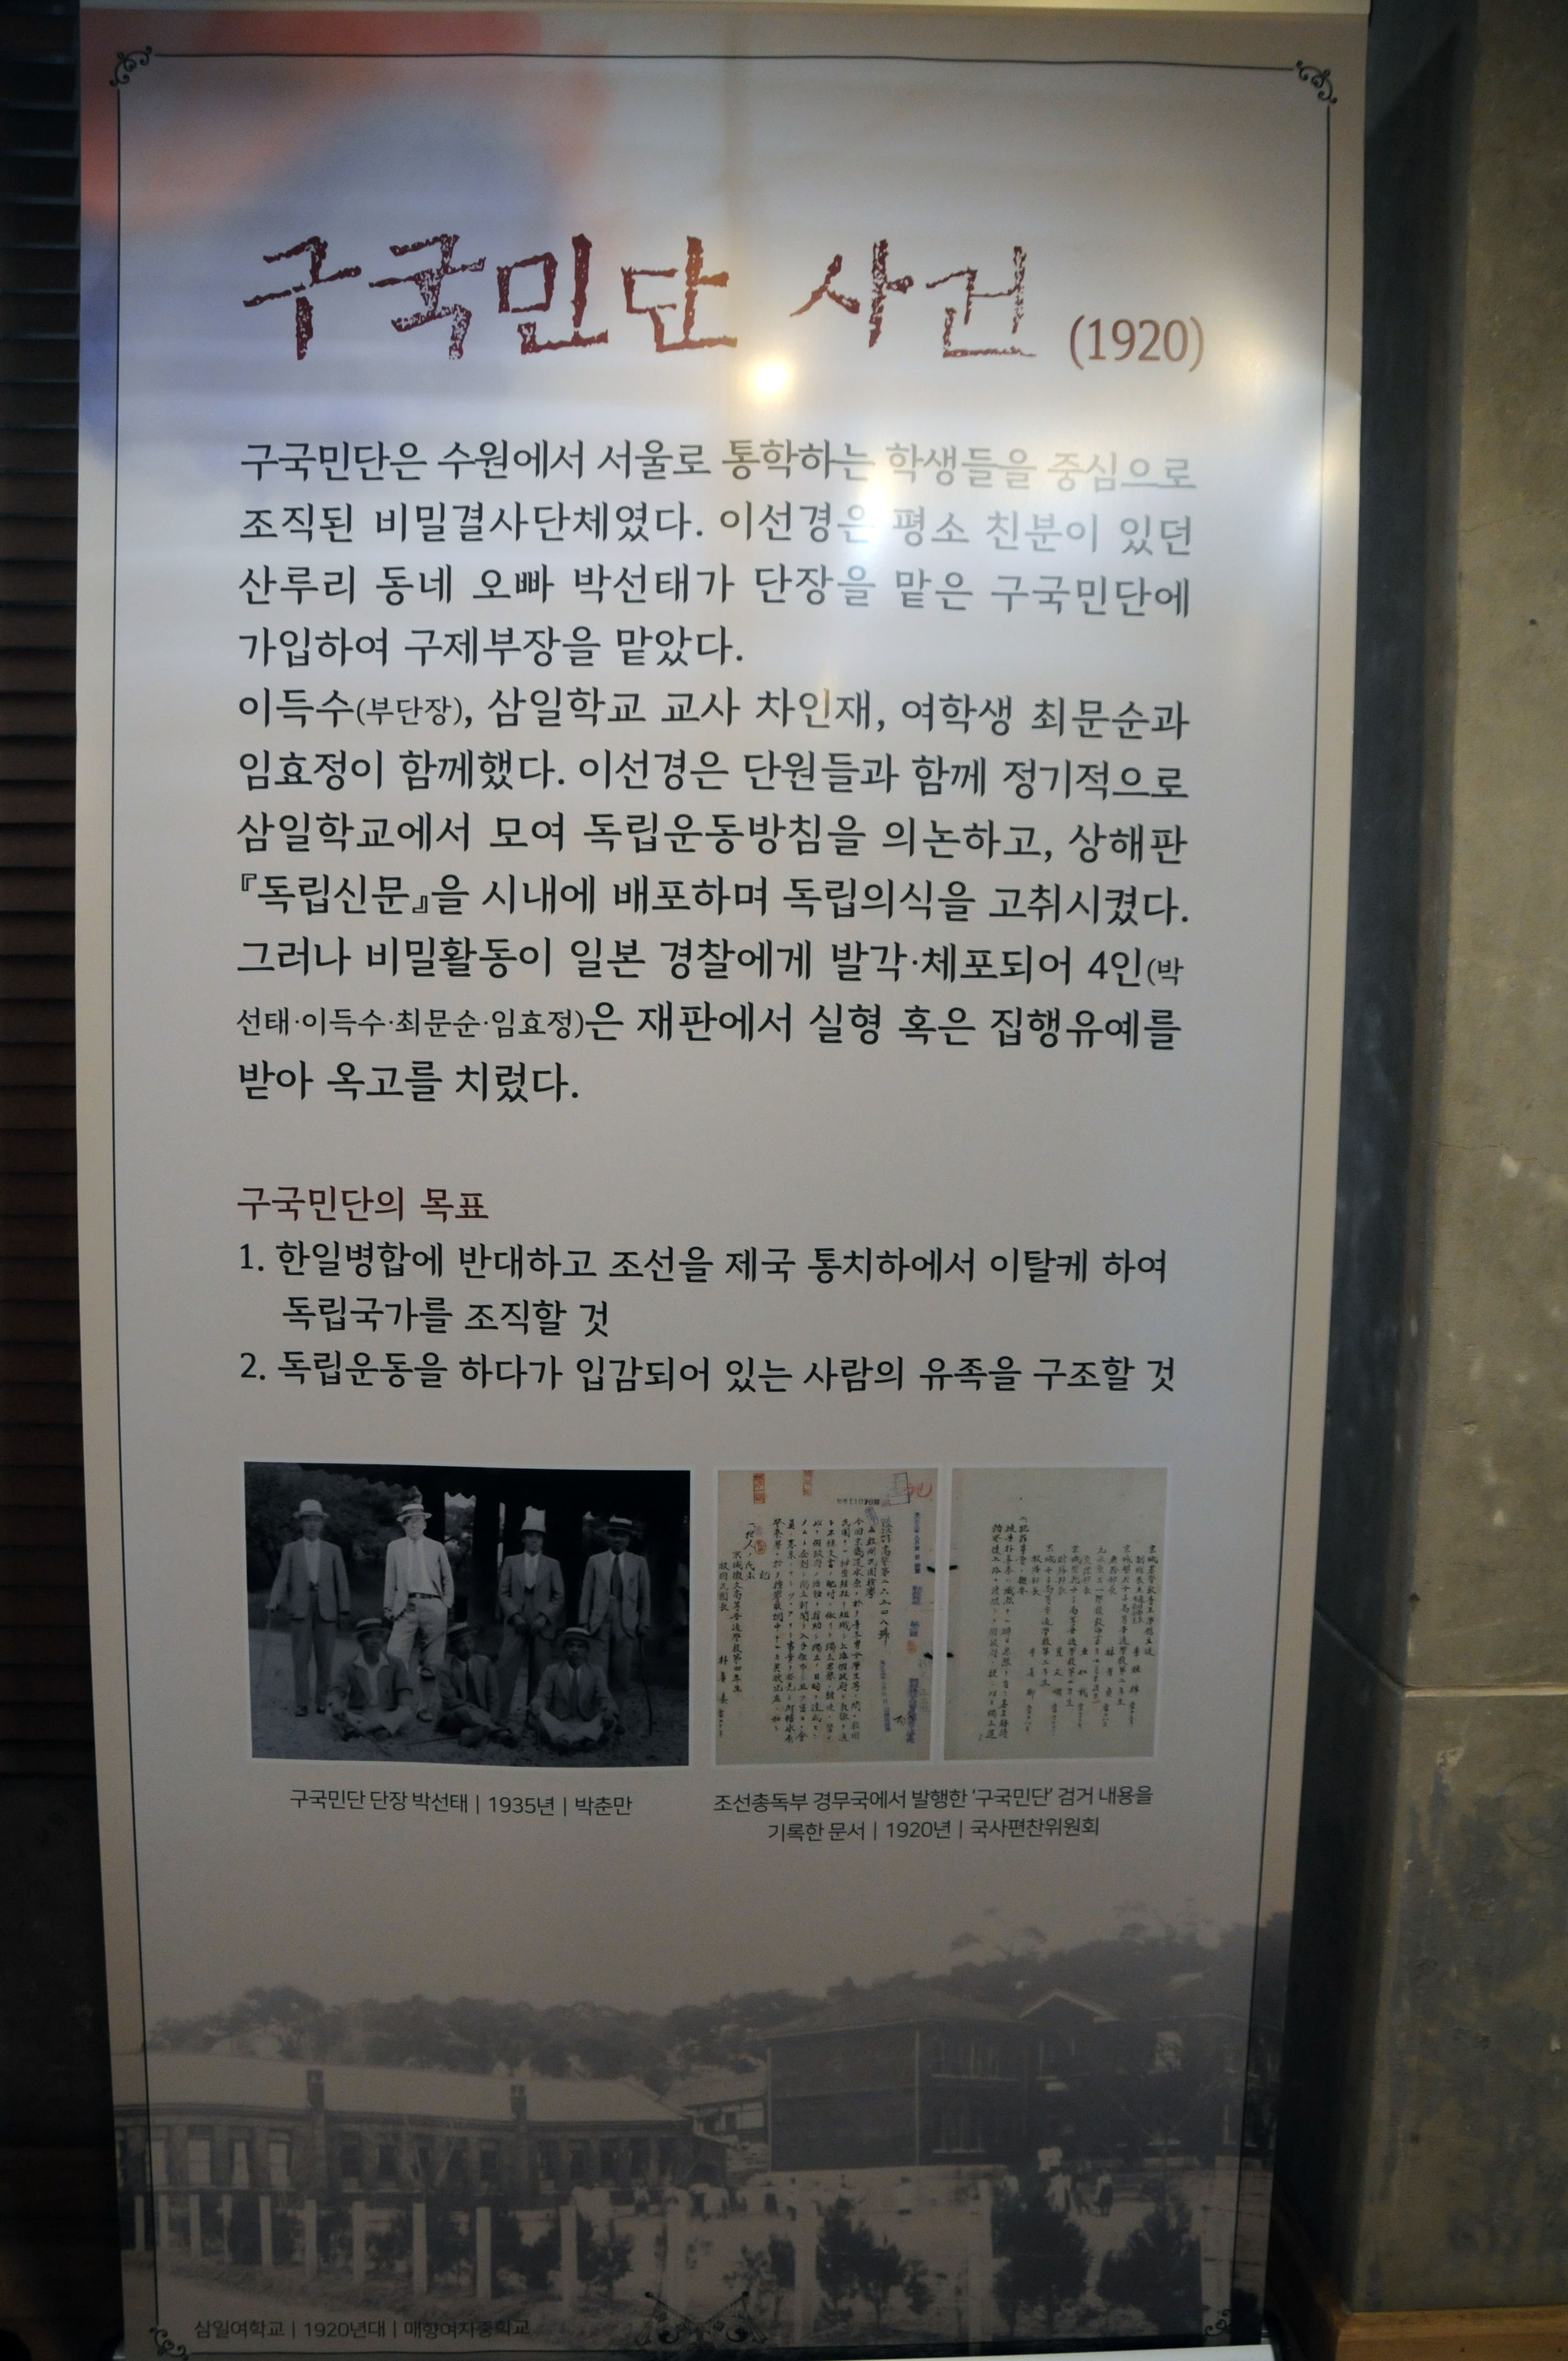 구국민단 사건 (1920)
구국민단은 수원에서 서울로 통학하는 학생들을 중심으로
조직된 비밀결사단체였다. 이선경은 평소 친분이 있던
산루리 동네 오빠 박선태가 단장을 맡은 구국민단에
가입하여 구제부장을 맡았다.
이득수(부단장), 삼일학교 교사 차인재, 여학생 최문순과
임효정이 함께했다. 이선경은 단원들과 함께 정기적으로
삼일학교에서 모여 독립운동방침을 의논하고, 상해판
『독립신문』을 시내에 배포하며 독립의식을 고취시켰다.
그러나 비밀활동이 일본 경찰에게 발각·체포되어 4인(박
선태·이득수·최문순·임효정)은 재판에서 실형 혹은 집행유예를
받아 옥고를 치렀다.
구국민단의 목표
1. 한일병합에 반대하고 조선을 제국 통치하에서 이탈케 하여
독립국가를 조직할 것
2. 독립운동을 하다가 입감되어 있는 사람의 유족을 구조할 것
구국민단 단장 박선태 | 1935년 | 박춘만
조선총독부 경무국에서 발행한 '구국민단' 검거 내용을
기록한 문서 | 1920년 | 국사편찬위원회
삼일여학교 | 1920년대 | 매향여자중학교